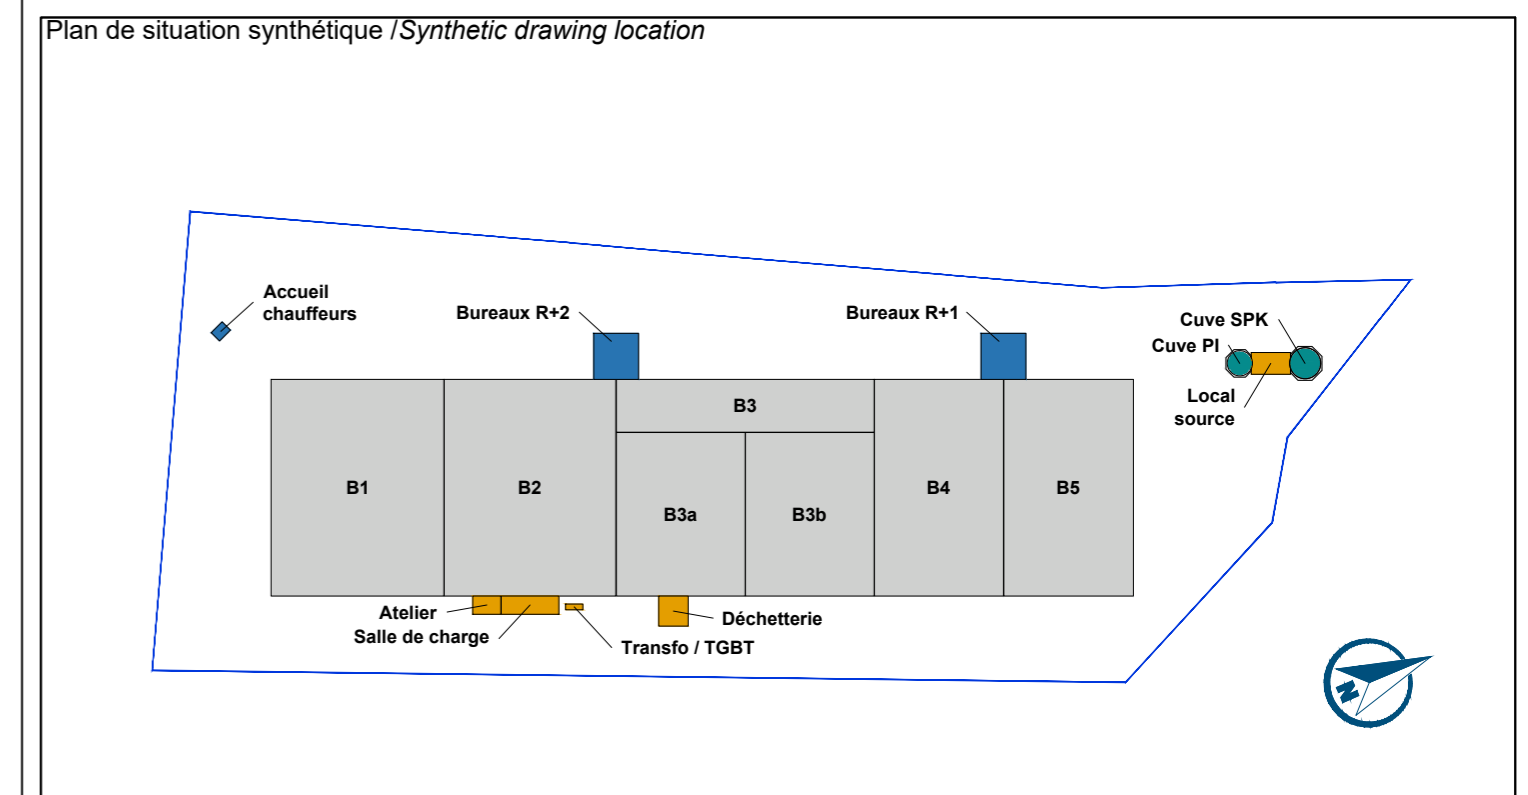 Plan de situation synthétique /Synthetic drawing location
Accueil
chauffeurs
Bureaux R+2
Bureaux R+1
Cuve SPK
Cuve PI
Local
source
B3
B1
B2
B4
B5
B3a
B3b
Atelier
Salle de charge
Déchetterie
Transfo / TGBT
N